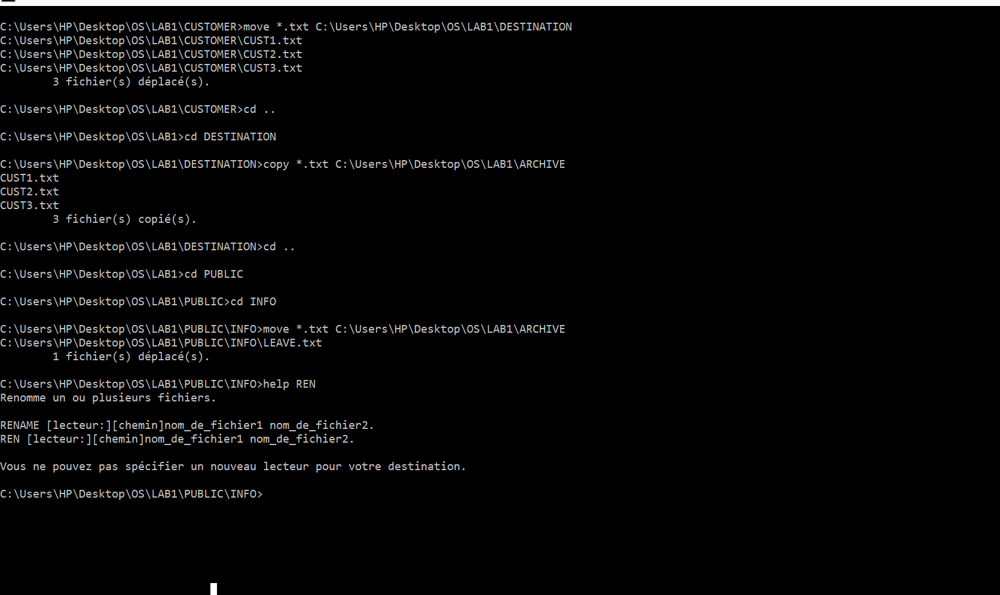 C:\Users\HP\Desktop\OS\LAB1\CUSTOMER>move *.txt C:\Users\HP\Desktop\OS\LAB1\DESTINATION
C:\Users\HP\Desktop\OS\LAB1\CUSTOMER\CUST1.txt
C:\Users\HP\Desktop\OS\LAB1\CUSTOMER\CUST2.txt
C:\Users\HP\Desktop\OS\LAB1\CUSTOMER\CUST3.txt
        3 fichier(s) déplacé(s).
C:\Users\HP\Desktop\OS\LAB1\CUSTOMER>cd ..
C:\Users\HP\Desktop\OS\LAB1>cd DESTINATION
C:\Users\HP\Desktop\OS\LAB1\DESTINATION>copy *.txt C:\Users\HP\Desktop\OS\LAB1\ARCHIVE
CUST1.txt
CUST2.txt
CUST3.txt
        3 fichier(s) copié(s).
C:\Users\HP\Desktop\OS\LAB1\DESTINATION>cd ..
C:\Users\HP\Desktop\OS\LAB1>cd PUBLIC
C:\Users\HP\Desktop\OS\LAB1\PUBLIC>cd INFO
C:\Users\HP\Desktop\OS\LAB1\PUBLIC\INFO>move *.txt C:\Users\HP\Desktop\OS\LAB1\ARCHIVE
C:\Users\HP\Desktop\OS\LAB1\PUBLIC\INFO\LEAVE.txt
        1 fichier(s) déplacé(s).
C:\Users\HP\Desktop\OS\LAB1\PUBLIC\INFO>help REN
Renomme un ou plusieurs fichiers.
RENAME [lecteur:][chemin]nom_de_fichier1 nom_de_fichier2.
REN [lecteur:][chemin]nom_de_fichier1 nom_de_fichier2.
Vous ne pouvez pas spécifier un nouveau lecteur pour votre destination.
C:\Users\HP\Desktop\OS\LAB1\PUBLIC\INFO>